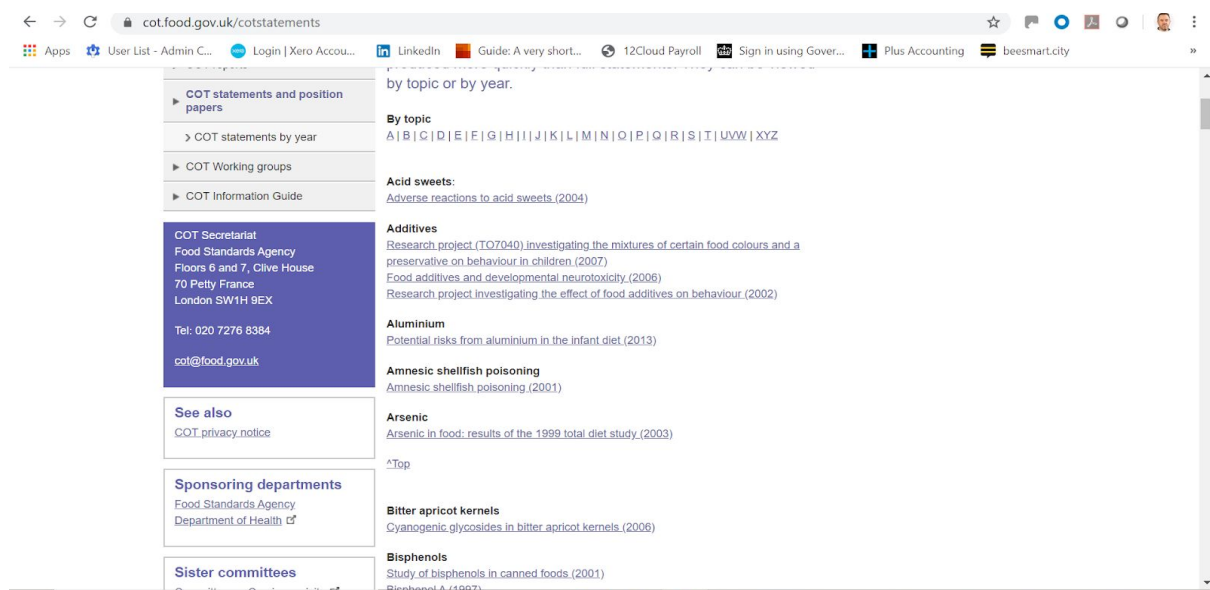 cot.food.gov.uk/cotstatements
Apps User List - Admin C... Login | Xero Accou... LinkedIn Guide: A very short... 12Cloud Payroll Sign in using Gover... Plus Accounting beesmart.city »
COT statements and position
papers
COT statements by year
COT Working groups
COT Information Guide
COT Secretariat
Food Standards Agency
Floors 6 and 7, Clive House
70 Petty France
London SW1H 9EX
Tel: 020 7276 8384
cot@food.gov.uk
See also
COT privacy notice
Sponsoring departments
Food Standards Agency
Department of Health
Sister committees
by topic or by year.
By topic
A | B | C | D | E | F | G | H | I | J | K | L | M | N | O | P | Q | R | S | T | UVW | XYZ
Acid sweets:
Adverse reactions to acid sweets (2004)
Additives
Research project (TO7040) investigating the mixtures of certain food colours and a
preservative on behaviour in children (2007)
Food additives and developmental neurotoxicity (2006)
Research project investigating the effect of food additives on behaviour (2002)
Aluminium
Potential risks from aluminium in the infant diet (2013)
Amnesic shellfish poisoning
Amnesic shellfish poisoning (2001)
Arsenic
Arsenic in food: results of the 1999 total diet study (2003)
^Top
Bitter apricot kernels
Cyanogenic glycosides in bitter apricot kernels (2006)
Bisphenols
Study of bisphenols in canned foods (2001)
Bisphenol A (1997)